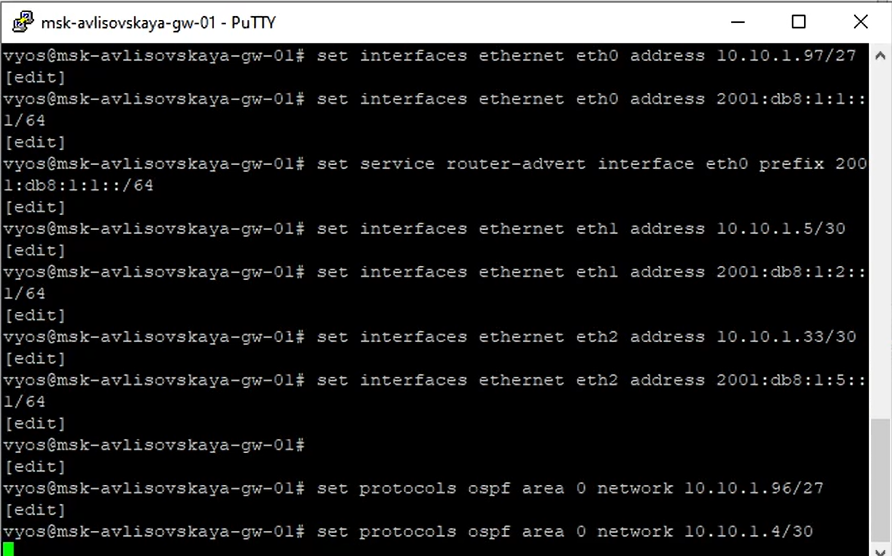 msk-avlisovskaya-gw-01 - PuTTY
vyos@msk-avlisovskaya-gw-01# set interfaces ethernet eth0 address 10.10.1.97/27
[edit]
vyos@msk-avlisovskaya-gw-01# set interfaces ethernet eth0 address 2001:db8:1:1::
1/64
[edit]
vyos@msk-avlisovskaya-gw-01# set service router-advert interface eth0 prefix 200
1:db8:1:1::/64
[edit]
vyos@msk-avlisovskaya-gw-01# set interfaces ethernet eth1 address 10.10.1.5/30
[edit]
vyos@msk-avlisovskaya-gw-01# set interfaces ethernet eth1 address 2001:db8:1:2::
1/64
[edit]
vyos@msk-avlisovskaya-gw-01# set interfaces ethernet eth2 address 10.10.1.33/30
[edit]
vyos@msk-avlisovskaya-gw-01# set interfaces ethernet eth2 address 2001:db8:1:5::
1/64
[edit]
vyos@msk-avlisovskaya-gw-01#
[edit]
vyos@msk-avlisovskaya-gw-01# set protocols ospf area 0 network 10.10.1.96/27
[edit]
vyos@msk-avlisovskaya-gw-01# set protocols ospf area 0 network 10.10.1.4/30